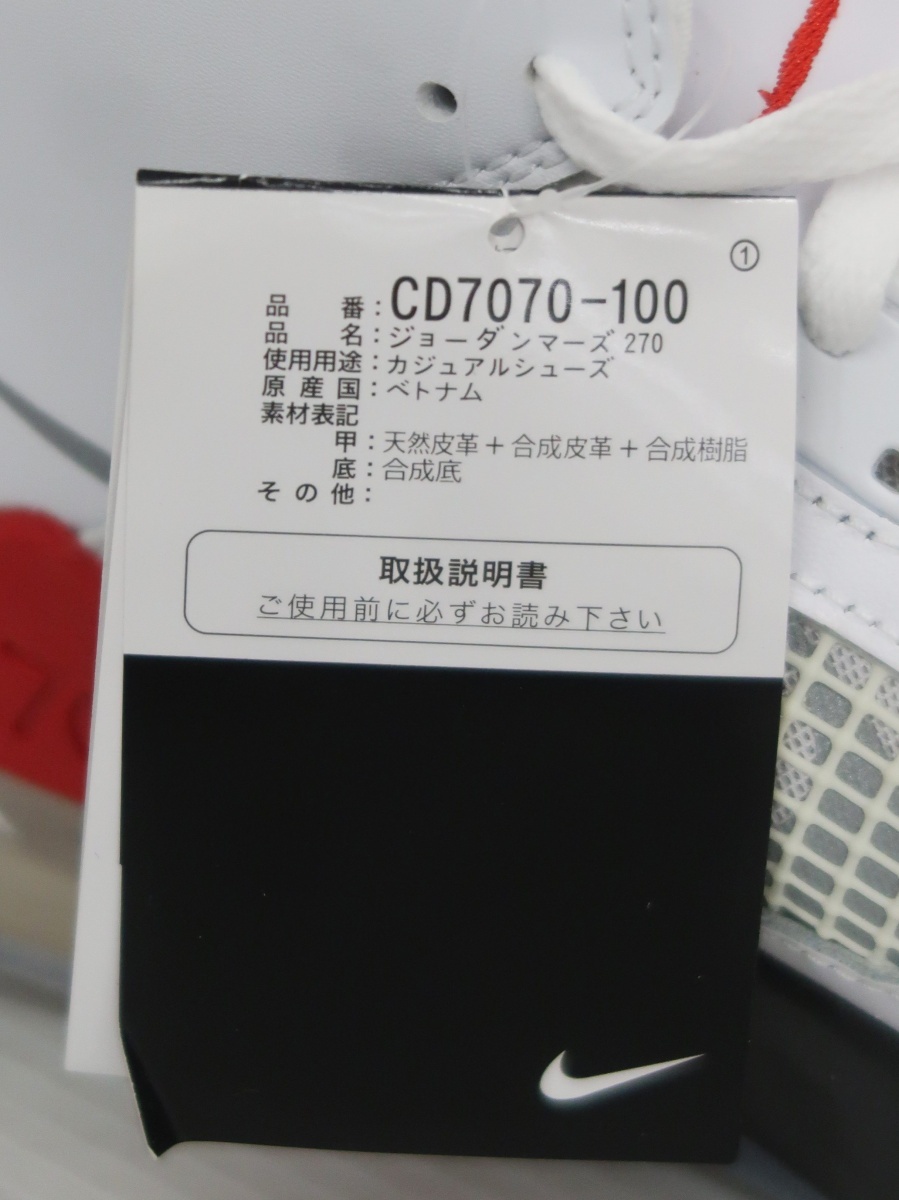 ①
品番：CD7070-100
品名：ジョーダンマーズ 270
使用用途：カジュアルシューズ
原産国：ベトナム
素材表記
甲：天然皮革＋合成皮革＋合成樹脂
底：合成底
その他：
取扱説明書
ご使用前に必ずお読み下さい